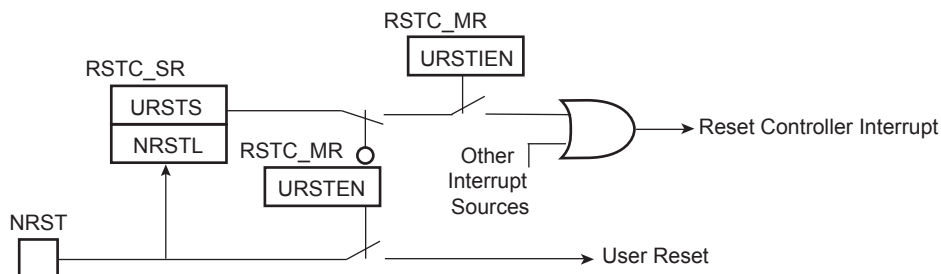 RSTC_MR
URSTIEN
RSTC_SR
URSTS
NRSTL
RSTC_MR
URSTEN
Other
Interrupt
Sources
Reset Controller Interrupt
NRST
User Reset